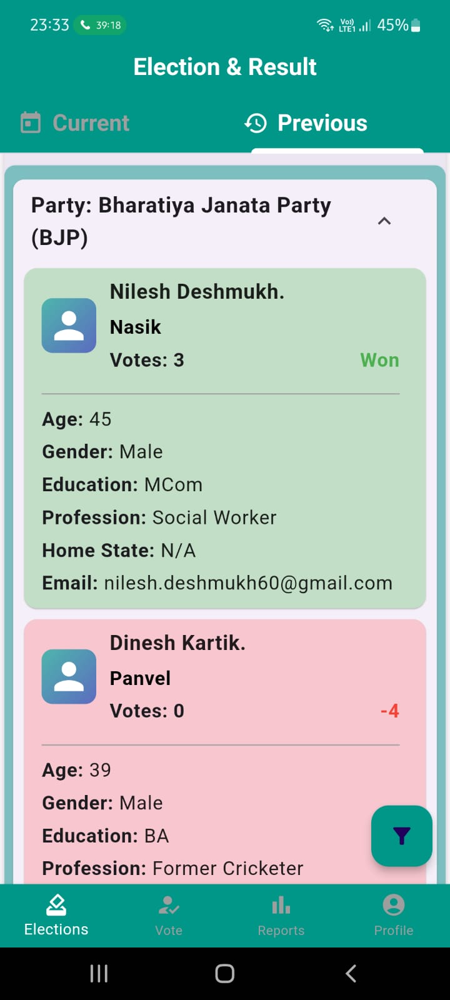 23:33 39:18 Vo)) LTE1 45%
Election & Result
Current Previous
Party: Bharatiya Janata Party
(BJP)
Nilesh Deshmukh.
Nasik
Votes: 3 Won
Age: 45
Gender: Male
Education: MCom
Profession: Social Worker
Home State: N/A
Email: nilesh.deshmukh60@gmail.com
Dinesh Kartik.
Panvel
Votes: 0 -4
Age: 39
Gender: Male
Education: BA
Profession: Former Cricketer
Elections Vote Reports Profile